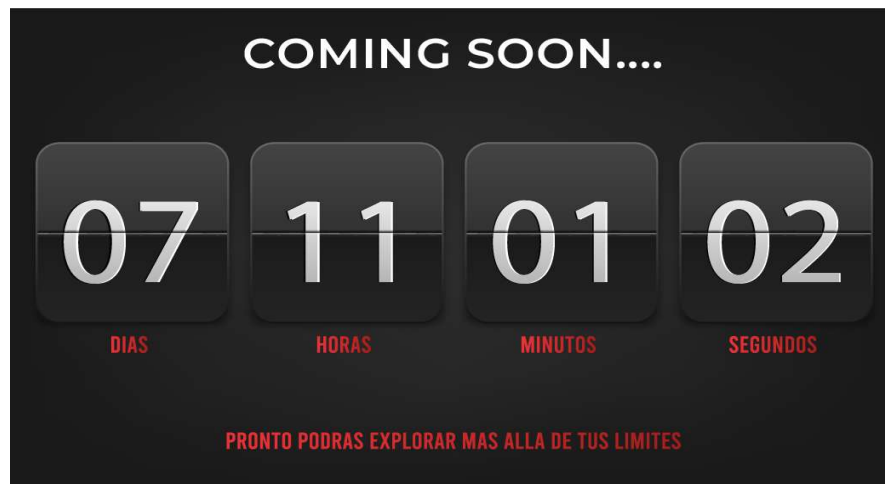 COMING SOON....
07 11 01 02
DIAS HORAS MINUTOS SEGUNDOS
PRONTO PODRAS EXPLORAR MAS ALLA DE TUS LIMITES